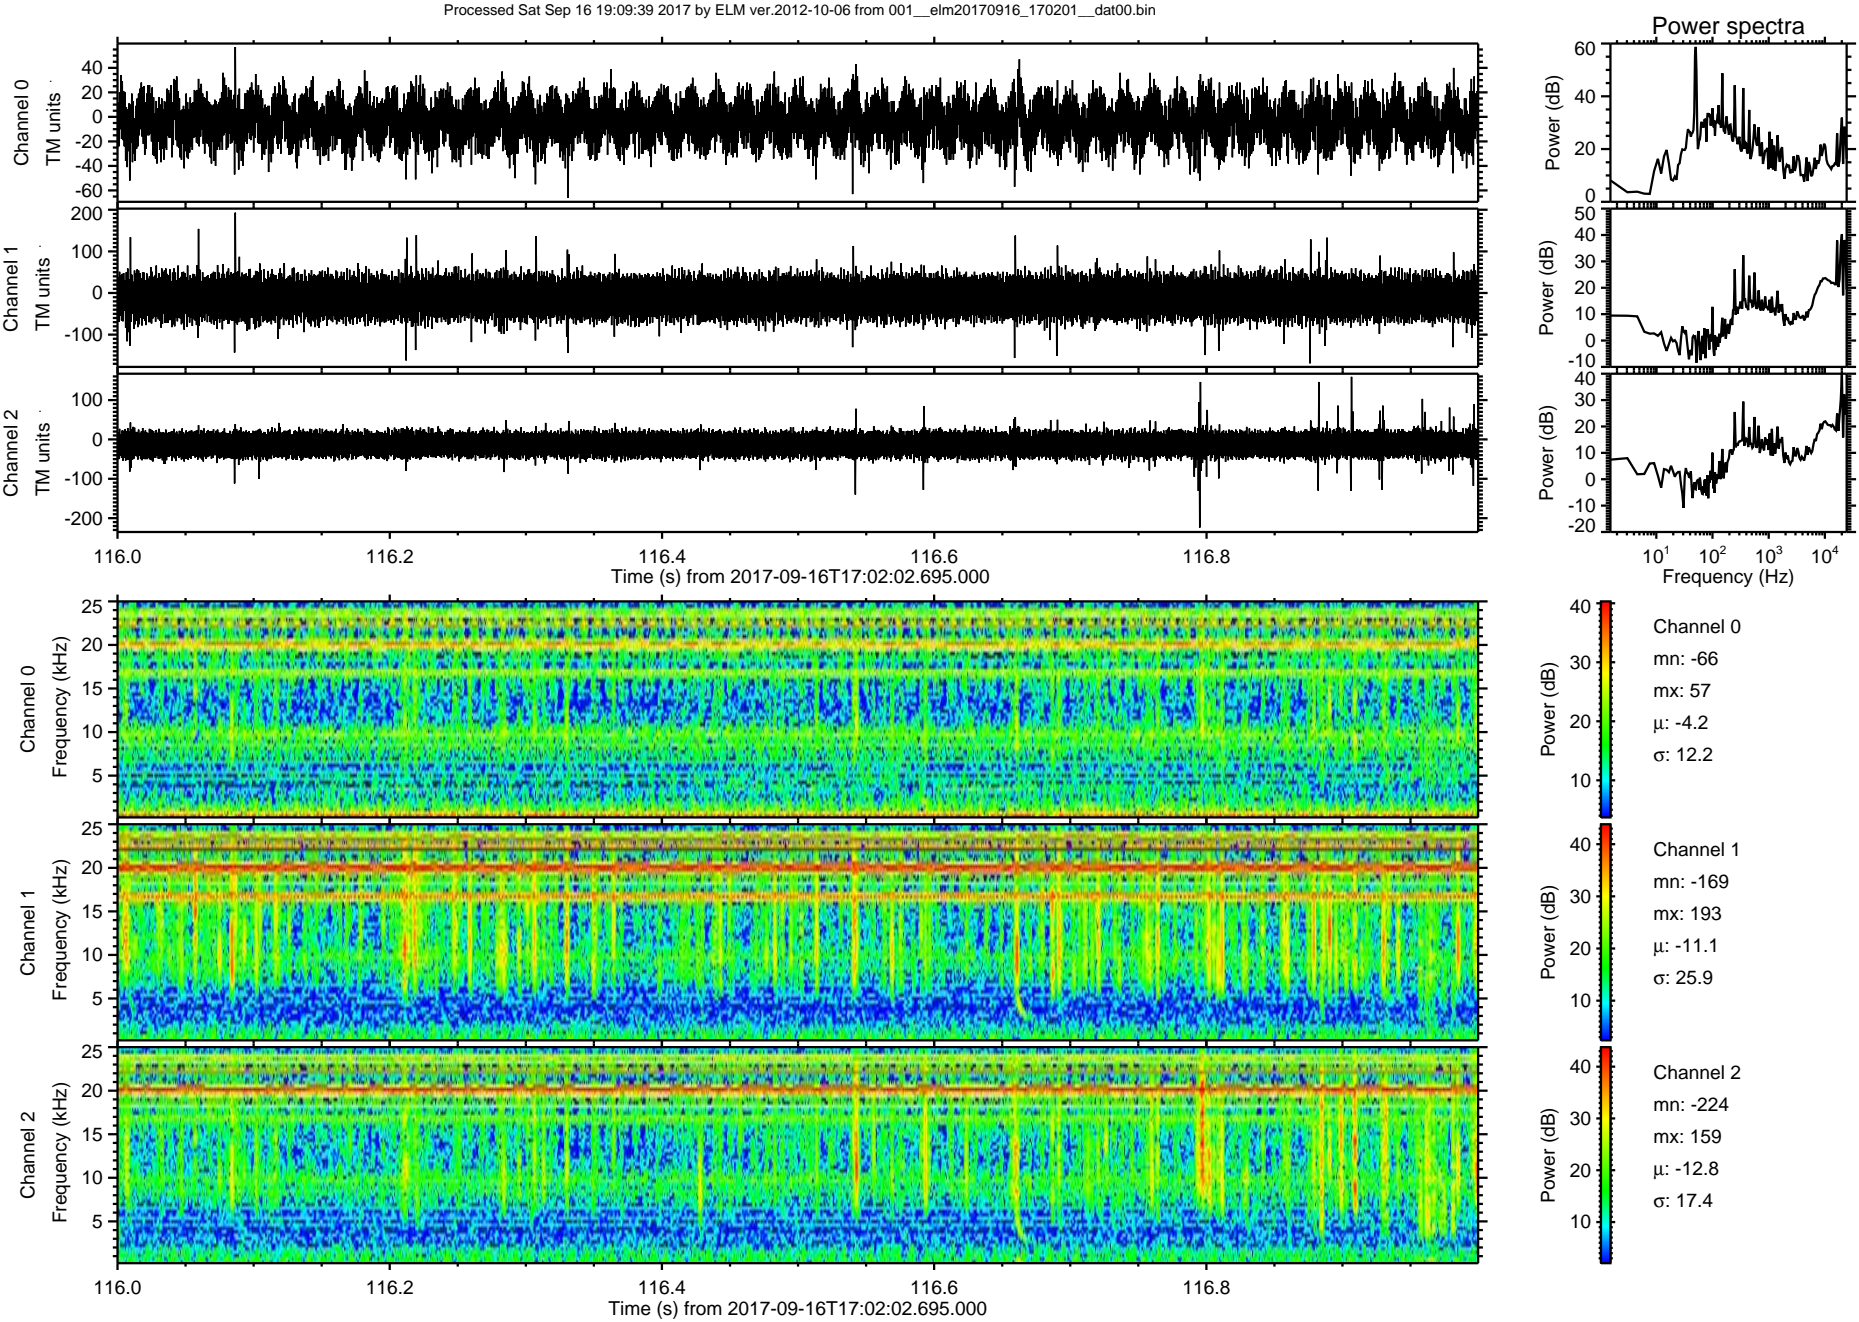 Processed Sat Sep 16 19:09:39 2017 by ELM ver.2012-10-06 from 001__elm20170916_170201__dat00.bin
Power spectra
Channel 0
TM units
40
20
0
-20
-40
-60
Power (dB)
60
40
20
0
Channel 1
TM units
200
100
0
-100
Power (dB)
50
40
30
20
10
0
-10
Channel 2
TM units
100
0
-100
-200
Power (dB)
40
30
20
10
0
-10
-20
116.0 116.2 116.4 116.6 116.8
Time (s) from 2017-09-16T17:02:02.695.000
10¹ 10² 10³ 10⁴
Frequency (Hz)
Channel 0
Frequency (kHz)
25
20
15
10
5
Power (dB)
40
30
20
10
Channel 0
mn: -66
mx: 57
μ: -4.2
σ: 12.2
Channel 1
Frequency (kHz)
25
20
15
10
5
Power (dB)
40
30
20
10
Channel 1
mn: -169
mx: 193
μ: -11.1
σ: 25.9
Channel 2
Frequency (kHz)
25
20
15
10
5
Power (dB)
40
30
20
10
Channel 2
mn: -224
mx: 159
μ: -12.8
σ: 17.4
116.0 116.2 116.4 116.6 116.8
Time (s) from 2017-09-16T17:02:02.695.000